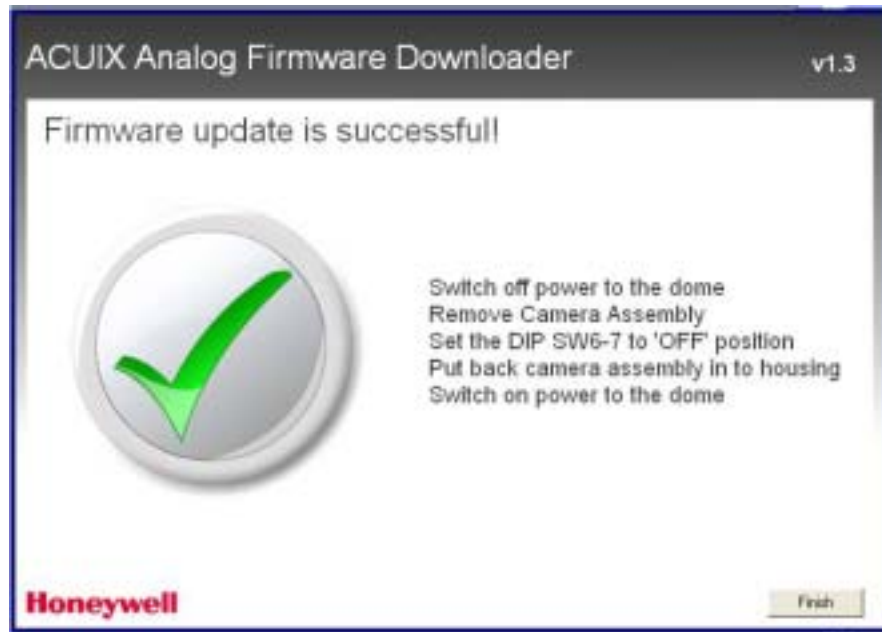 ACUIX Analog Firmware Downloader v1.3
Firmware update is successful!
Switch off power to the dome
Remove Camera Assembly
Set the DIP SW6-7 to 'OFF' position
Put back camera assembly in to housing
Switch on power to the dome
Honeywell
Finish